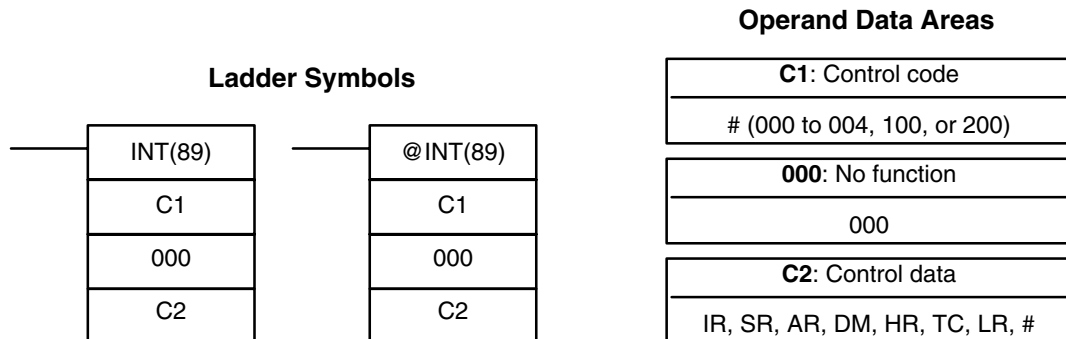 Ladder Symbols
INT(89)
C1
000
C2
@INT(89)
C1
000
C2
Operand Data Areas
C1: Control code
# (000 to 004, 100, or 200)
000: No function
000
C2: Control data
IR, SR, AR, DM, HR, TC, LR, #